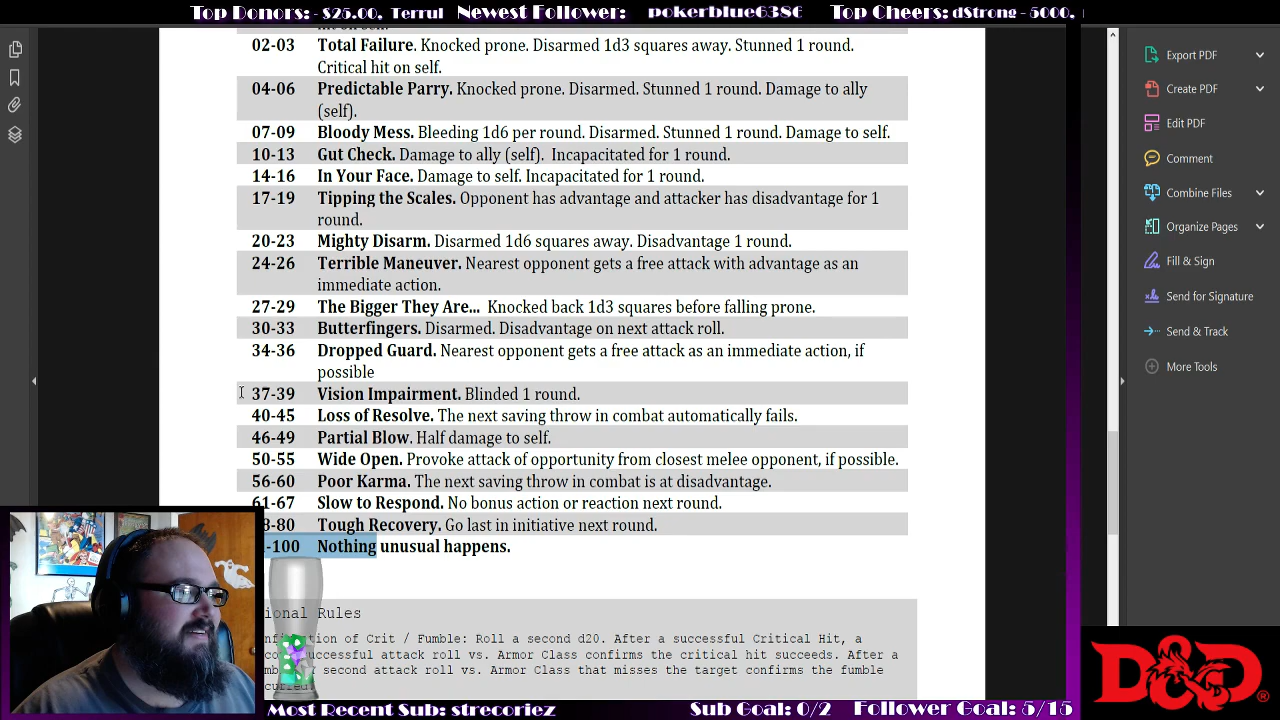 Top Donors: - $25.00, Terrul Newest Follower: pokerblue6386 Top Cheers: dStrong - 5000,
02-03 Total Failure. Knocked prone. Disarmed 1d3 squares away. Stunned 1 round.
Critical hit on self.
04-06 Predictable Parry. Knocked prone. Disarmed. Stunned 1 round. Damage to ally
(self).
07-09 Bloody Mess. Bleeding 1d6 per round. Disarmed. Stunned 1 round. Damage to self.
10-13 Gut Check. Damage to ally (self). Incapacitated for 1 round.
14-16 In Your Face. Damage to self. Incapacitated for 1 round.
17-19 Tipping the Scales. Opponent has advantage and attacker has disadvantage for 1
round.
20-23 Mighty Disarm. Disarmed 1d6 squares away. Disadvantage 1 round.
24-26 Terrible Maneuver. Nearest opponent gets a free attack with advantage as an
immediate action.
27-29 The Bigger They Are... Knocked back 1d3 squares before falling prone.
30-33 Butterfingers. Disarmed. Disadvantage on next attack roll.
34-36 Dropped Guard. Nearest opponent gets a free attack as an immediate action, if
possible
37-39 Vision Impairment. Blinded 1 round.
40-45 Loss of Resolve. The next saving throw in combat automatically fails.
46-49 Partial Blow. Half damage to self.
50-55 Wide Open. Provoke attack of opportunity from closest melee opponent, if possible.
56-60 Poor Karma. The next saving throw in combat is at disadvantage.
61-67 Slow to Respond. No bonus action or reaction next round.
8-80 Tough Recovery. Go last in initiative next round.
-100 Nothing unusual happens.
ional Rules
of Crit / Fumble: Roll a second d20. After a successful Critical Hit, a
successful attack roll vs. Armor Class confirms the critical hit succeeds. After a
second attack roll vs. Armor Class that misses the target confirms the fumble
Export PDF
Create PDF
Edit PDF
Comment
Combine Files
Organize Pages
Fill & Sign
Send for Signature
Send & Track
More Tools
D&D
Most Recent Sub: strecoriez Sub Goal: 0/2 Follower Goal: 5/15